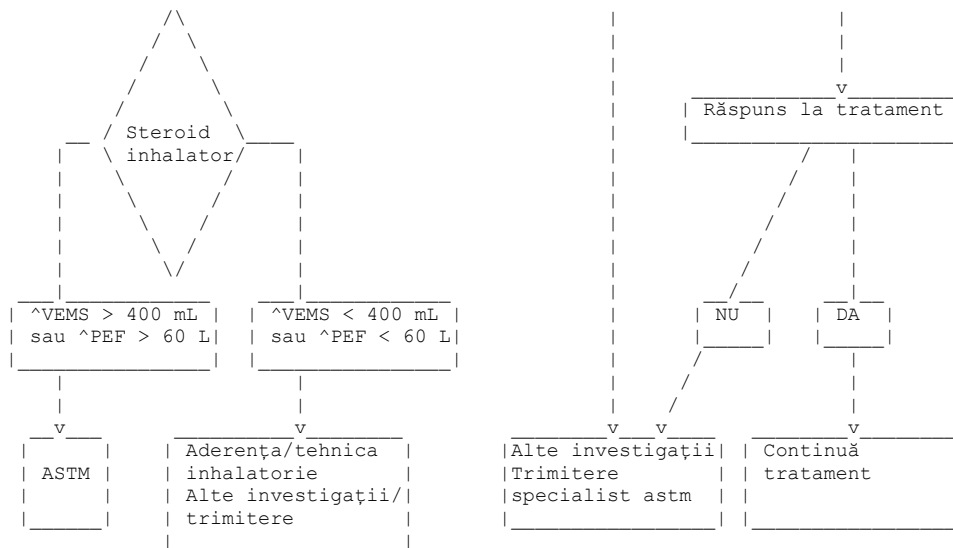 Răspuns la tratament
Steroid
inhalator
^VEMS > 400 mL
sau ^PEF > 60 L
^VEMS < 400 mL
sau ^PEF < 60 L
NU
DA
ASTM
Aderența/tehnica
inhalatorie
Alte investigații/
trimitere
Alte investigații
Trimitere
specialist astm
Continuă
tratament